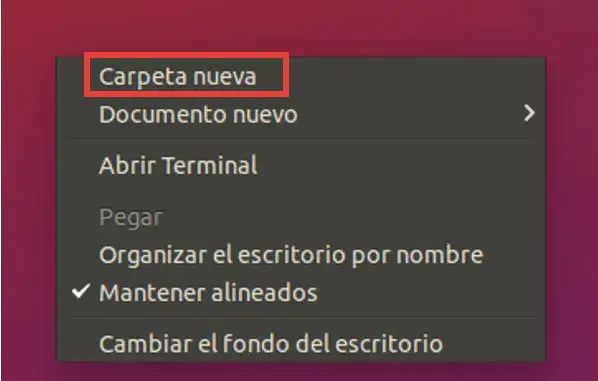 Carpeta nueva
Documento nuevo
Abrir Terminal
Pegar
Organizar el escritorio por nombre
Mantener alineados
Cambiar el fondo del escritorio